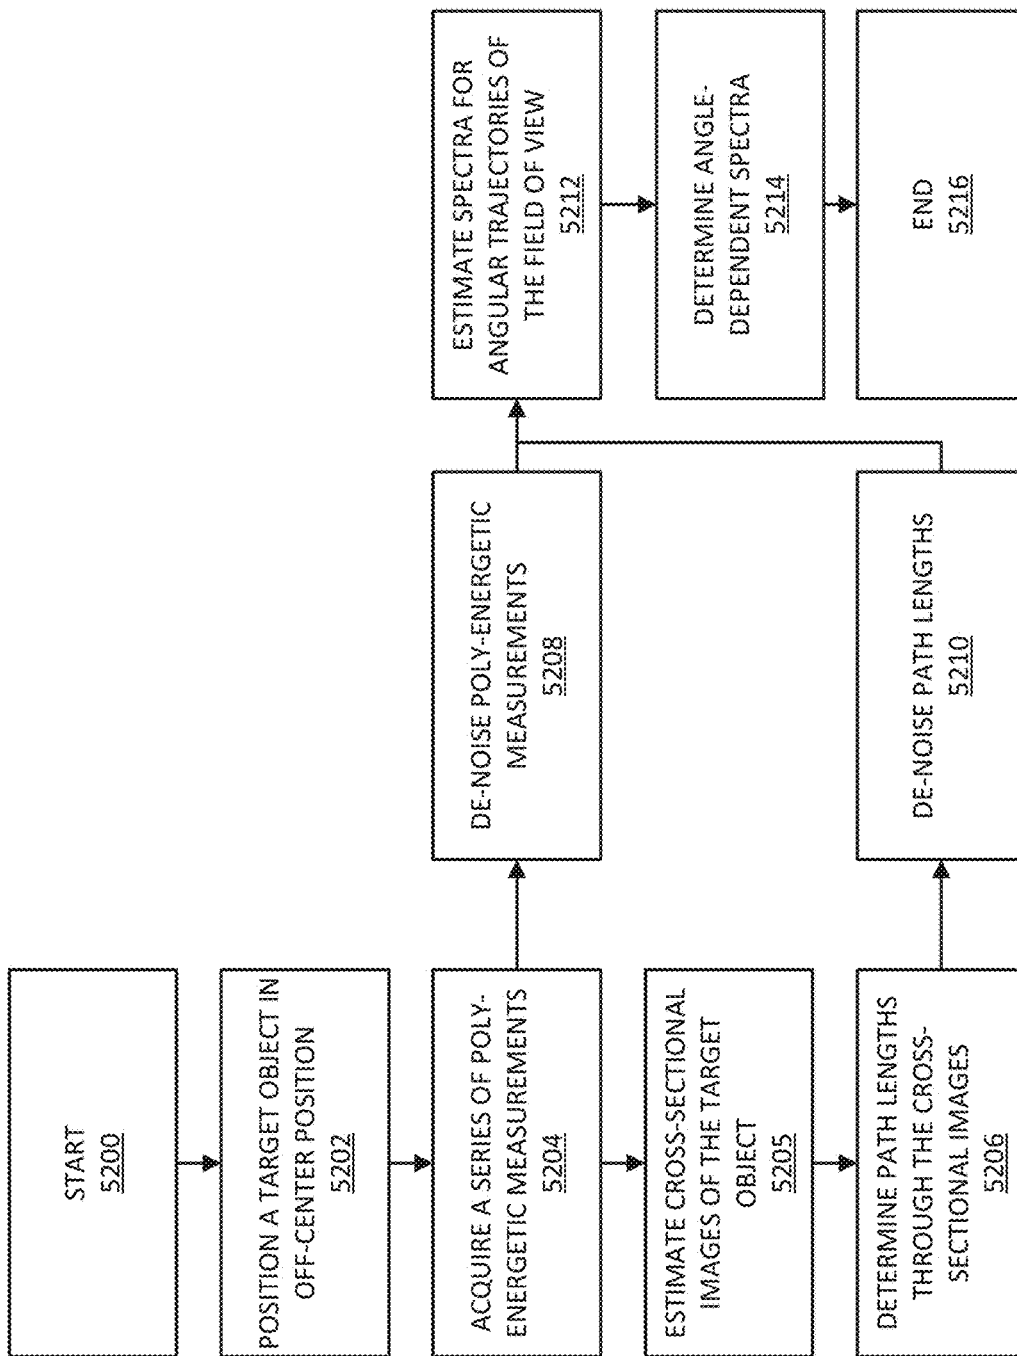 START
5200
POSITION A TARGET OBJECT IN
OFF-CENTER POSITION
5202
ACQUIRE A SERIES OF POLY-
ENERGETIC MEASUREMENTS
5204
ESTIMATE CROSS-SECTIONAL
IMAGES OF THE TARGET
OBJECT
5205
DETERMINE PATH LENGTHS
THROUGH THE CROSS-
SECTIONAL IMAGES
5206
DE-NOISE POLY-ENERGETIC
MEASUREMENTS
5208
DE-NOISE PATH LENGTHS
5210
ESTIMATE SPECTRA FOR
ANGULAR TRAJECTORIES OF
THE FIELD OF VIEW
5212
DETERMINE ANGLE-
DEPENDENT SPECTRA
5214
END
5216